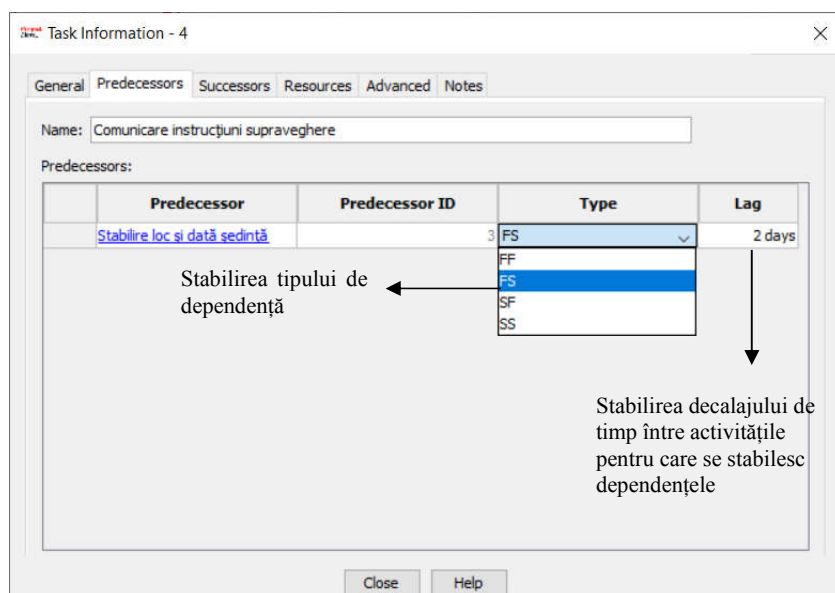 Task Information - 4
General Predecessors Successors Resources Advanced Notes
Name: Comunicare instrucțiuni supraveghere
Predecessors:
Predecessor Predecessor ID Type Lag
Stabilire loc și dată ședință 3 FS 2 days
FF
FS
SF
SS
Stabilirea tipului de
dependență
Stabilirea decalajului de
timp între activitățile
pentru care se stabilesc
dependențele
Close Help